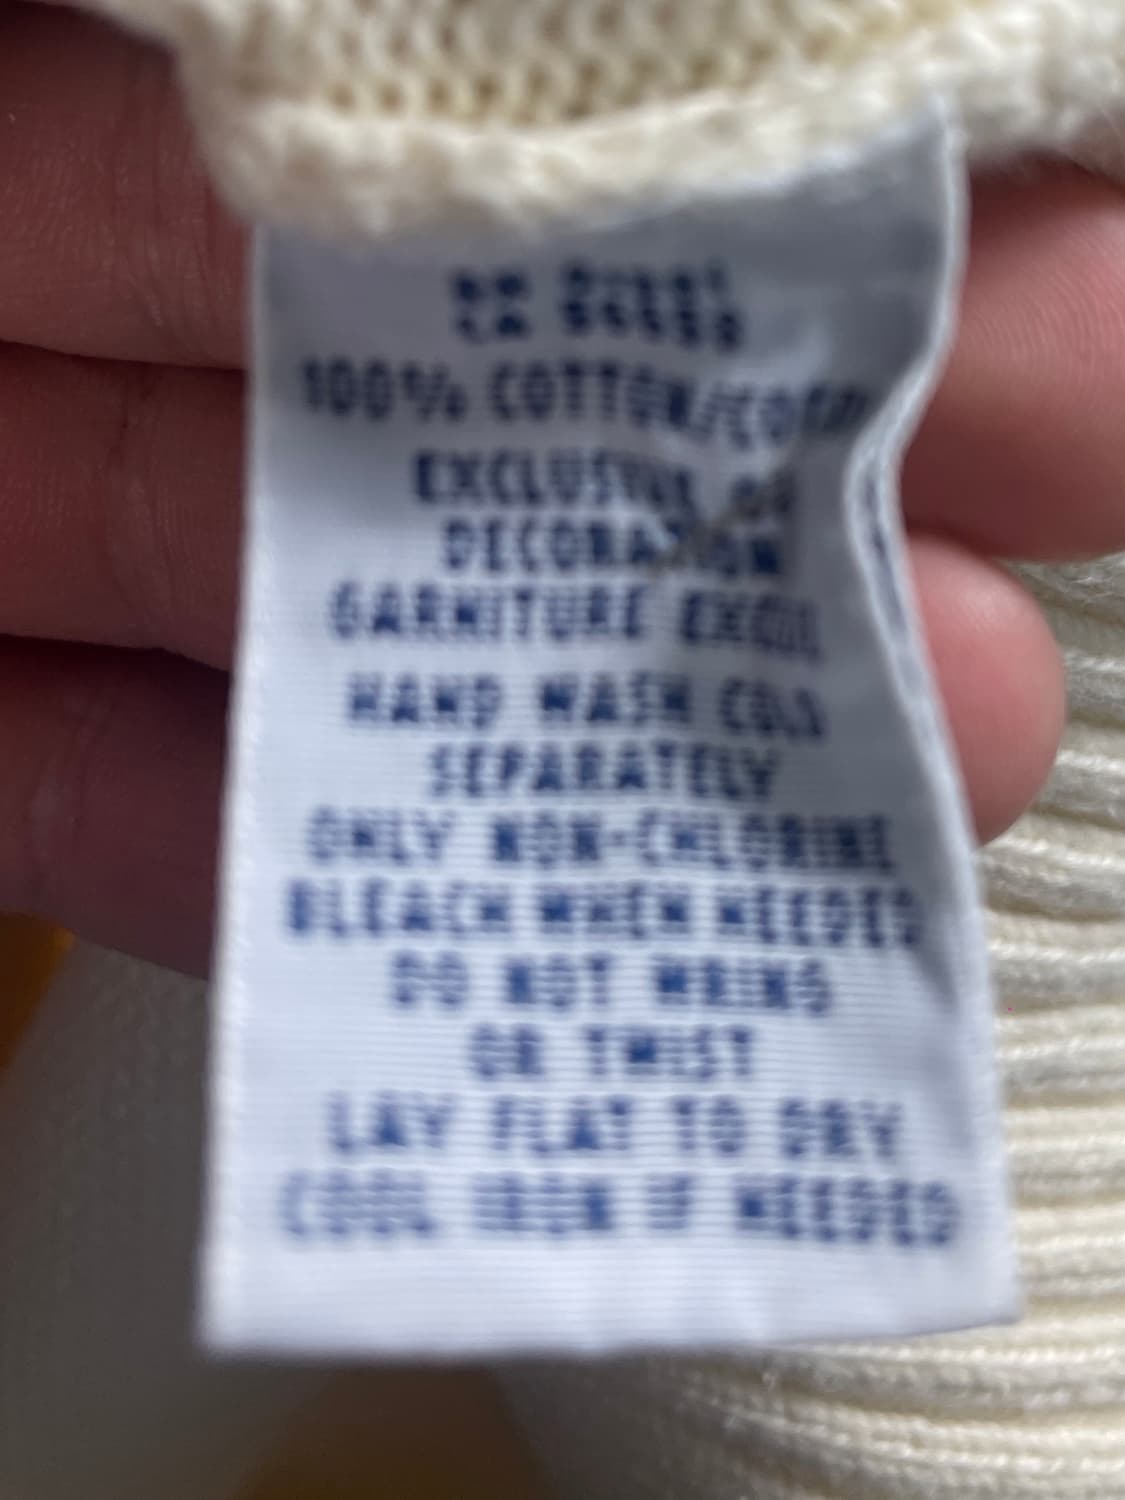 100% COTTON/COTON
EXCLUSIVE OF
DECORATION
GARNITURE EXCLU
HAND WASH COLD
SEPARATELY
ONLY NON-CHLORINE
BLEACH WHEN NEEDED
DO NOT WRING
OR TWIST
LAY FLAT TO DRY
COOL IRON IF NEEDED